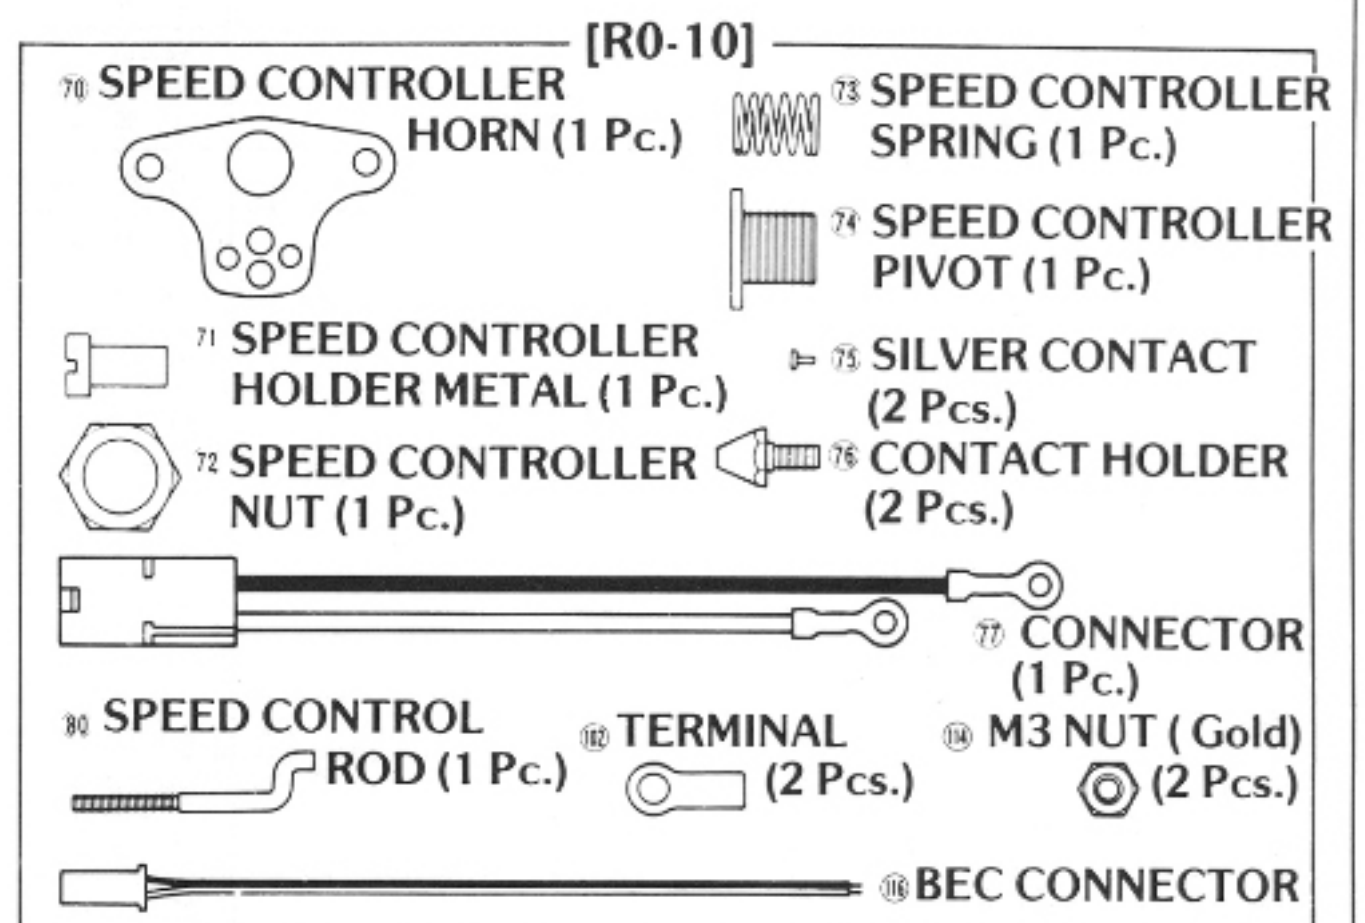 [R0-10]
70 SPEED CONTROLLER
HORN (1 Pc.)
73 SPEED CONTROLLER
SPRING (1 Pc.)
74 SPEED CONTROLLER
PIVOT (1 Pc.)
71 SPEED CONTROLLER
HOLDER METAL (1 Pc.)
75 SILVER CONTACT
(2 Pcs.)
72 SPEED CONTROLLER
NUT (1 Pc.)
76 CONTACT HOLDER
(2 Pcs.)
77 CONNECTOR
(1 Pc.)
80 SPEED CONTROL
ROD (1 Pc.)
102 TERMINAL
(2 Pcs.)
114 M3 NUT ( Gold)
(2 Pcs.)
116 BEC CONNECTOR